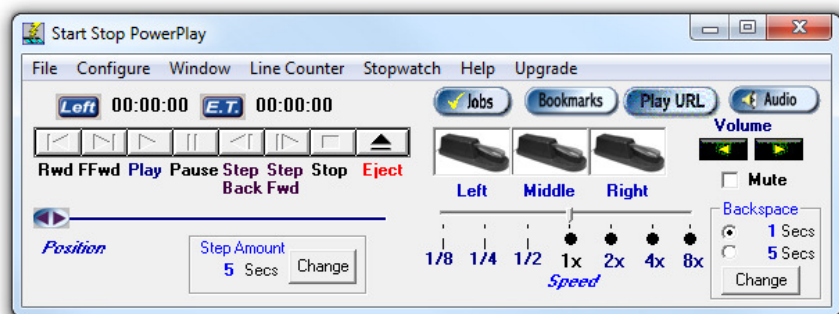 Start Stop PowerPlay
File Configure Window Line Counter Stopwatch Help Upgrade
Left 00:00:00 E.T. 00:00:00
Jobs Bookmarks Play URL Audio
Volume
Rwd FFwd Play Pause Step Back Step Fwd Stop Eject
Left Middle Right
Mute
Position
Step Amount
5 Secs Change
1/8 1/4 1/2 1x 2x 4x 8x
Speed
Backspace
1 Secs
5 Secs
Change